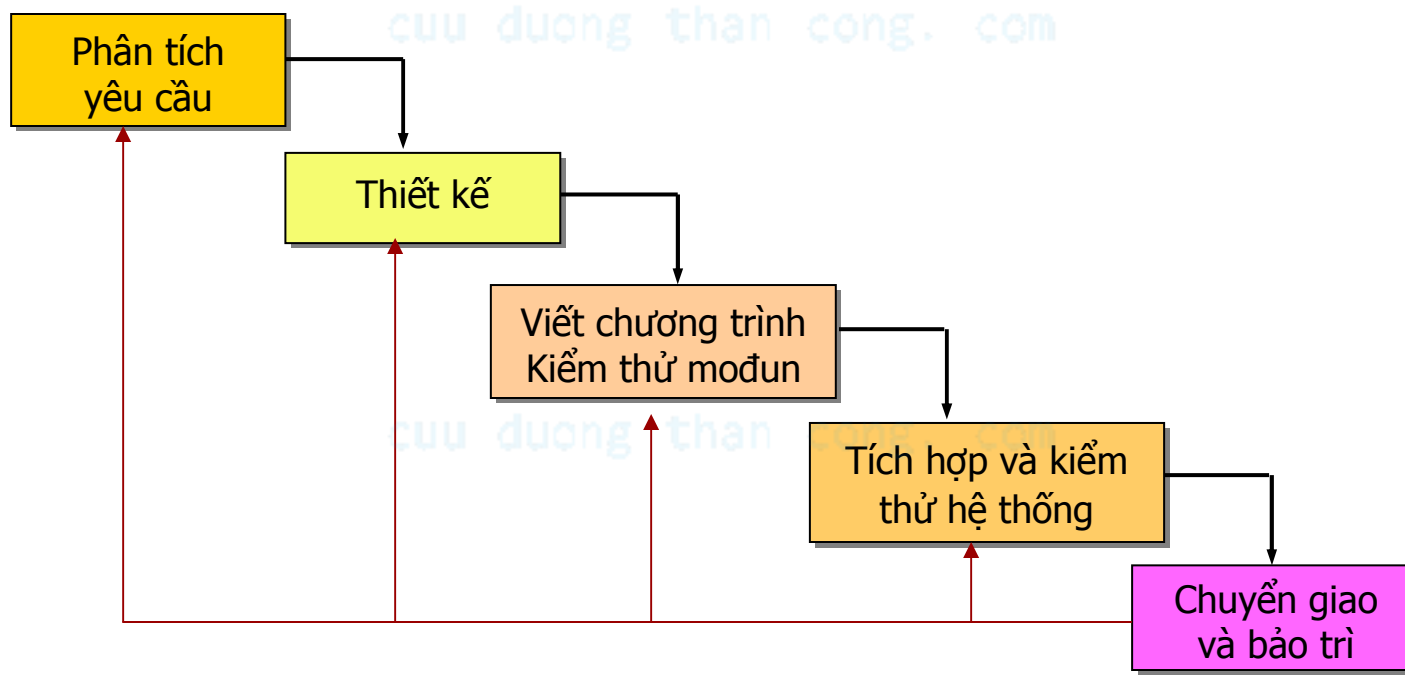 cuu duong than cong. com
Phân tích
yêu cầu
Thiết kế
Viết chương trình
Kiểm thử mođun
cuu duong than cong. com
Tích hợp và kiểm
thử hệ thống
Chuyển giao
và bảo trì